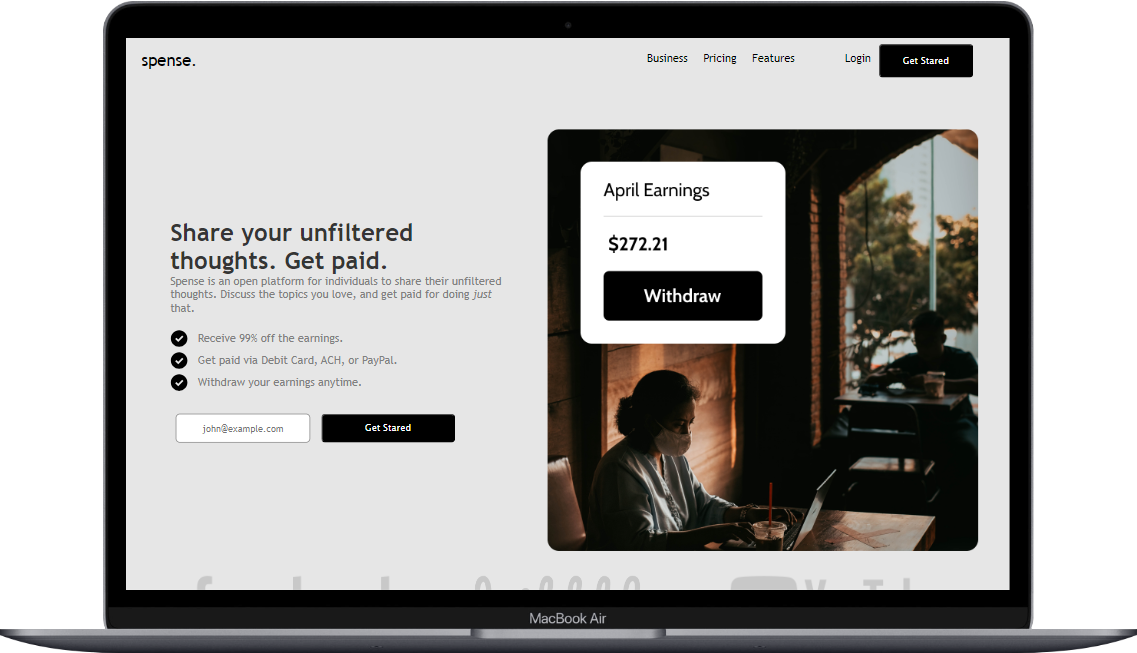 spense.
Business Pricing Features Login Get Stared
Share your unfiltered
thoughts. Get paid.
Spense is an open platform for individuals to share their unfiltered
thoughts. Discuss the topics you love, and get paid for doing just
that.
Receive 99% off the earnings.
Get paid via Debit Card, ACH, or PayPal.
Withdraw your earnings anytime.
john@example.com Get Stared
April Earnings
$272.21
Withdraw
MacBook Air